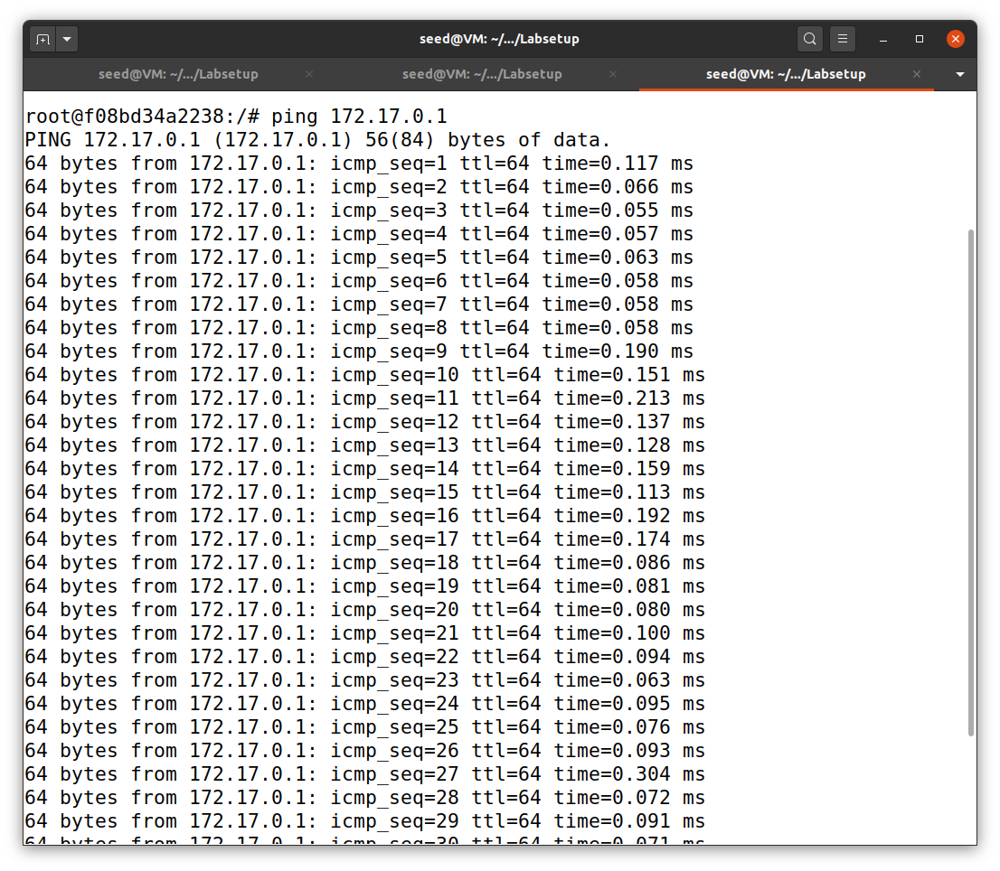 seed@VM: ~/.../Labsetup
seed@VM: ~/.../Labsetup
seed@VM: ~/.../Labsetup
seed@VM: ~/.../Labsetup
root@f08bd34a2238:/# ping 172.17.0.1
PING 172.17.0.1 (172.17.0.1) 56(84) bytes of data.
64 bytes from 172.17.0.1: icmp_seq=1 ttl=64 time=0.117 ms
64 bytes from 172.17.0.1: icmp_seq=2 ttl=64 time=0.066 ms
64 bytes from 172.17.0.1: icmp_seq=3 ttl=64 time=0.055 ms
64 bytes from 172.17.0.1: icmp_seq=4 ttl=64 time=0.057 ms
64 bytes from 172.17.0.1: icmp_seq=5 ttl=64 time=0.063 ms
64 bytes from 172.17.0.1: icmp_seq=6 ttl=64 time=0.058 ms
64 bytes from 172.17.0.1: icmp_seq=7 ttl=64 time=0.058 ms
64 bytes from 172.17.0.1: icmp_seq=8 ttl=64 time=0.058 ms
64 bytes from 172.17.0.1: icmp_seq=9 ttl=64 time=0.190 ms
64 bytes from 172.17.0.1: icmp_seq=10 ttl=64 time=0.151 ms
64 bytes from 172.17.0.1: icmp_seq=11 ttl=64 time=0.213 ms
64 bytes from 172.17.0.1: icmp_seq=12 ttl=64 time=0.137 ms
64 bytes from 172.17.0.1: icmp_seq=13 ttl=64 time=0.128 ms
64 bytes from 172.17.0.1: icmp_seq=14 ttl=64 time=0.159 ms
64 bytes from 172.17.0.1: icmp_seq=15 ttl=64 time=0.113 ms
64 bytes from 172.17.0.1: icmp_seq=16 ttl=64 time=0.192 ms
64 bytes from 172.17.0.1: icmp_seq=17 ttl=64 time=0.174 ms
64 bytes from 172.17.0.1: icmp_seq=18 ttl=64 time=0.086 ms
64 bytes from 172.17.0.1: icmp_seq=19 ttl=64 time=0.081 ms
64 bytes from 172.17.0.1: icmp_seq=20 ttl=64 time=0.080 ms
64 bytes from 172.17.0.1: icmp_seq=21 ttl=64 time=0.100 ms
64 bytes from 172.17.0.1: icmp_seq=22 ttl=64 time=0.094 ms
64 bytes from 172.17.0.1: icmp_seq=23 ttl=64 time=0.063 ms
64 bytes from 172.17.0.1: icmp_seq=24 ttl=64 time=0.095 ms
64 bytes from 172.17.0.1: icmp_seq=25 ttl=64 time=0.076 ms
64 bytes from 172.17.0.1: icmp_seq=26 ttl=64 time=0.093 ms
64 bytes from 172.17.0.1: icmp_seq=27 ttl=64 time=0.304 ms
64 bytes from 172.17.0.1: icmp_seq=28 ttl=64 time=0.072 ms
64 bytes from 172.17.0.1: icmp_seq=29 ttl=64 time=0.091 ms
64 bytes from 172.17.0.1: icmp_seq=30 ttl=64 time=0.071 ms